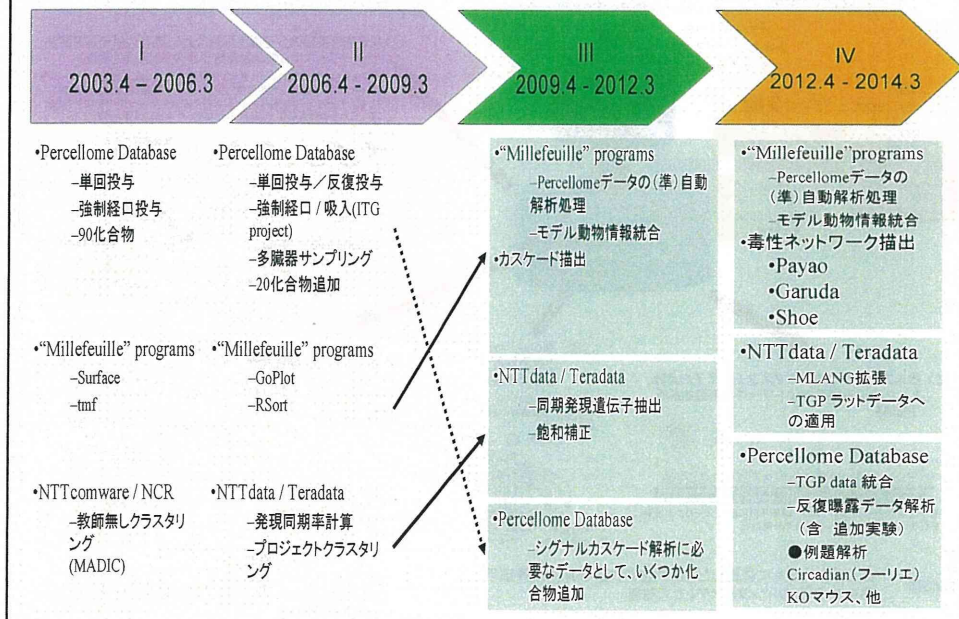 I
2003.4 – 2006.3
II
2006.4 - 2009.3
III
2009.4 - 2012.3
IV
2012.4 - 2014.3
•Percellome Database
–単回投与
–強制経口投与
–90化合物
•“Millefeuille” programs
–Surface
–tmf
•NTTcomware / NCR
–教師無しクラスタリ
ング
(MADIC)
•Percellome Database
–単回投与／反復投与
–強制経口 / 吸入(ITG
project)
–多臓器サンプリング
–20化合物追加
•“Millefeuille” programs
–GoPlot
–RSort
•NTTdata / Teradata
–発現同期率計算
–プロジェクトクラスタリ
ング
•“Millefeuille” programs
–Percellomeデータの(準)自動
解析処理
–モデル動物情報統合
•カスケード描出
•NTTdata / Teradata
–同期発現遺伝子抽出
–飽和補正
•Percellome Database
–シグナルカスケード解析に必
要なデータとして、いくつか化
合物追加
•“Millefeuille”programs
–Percellomeデータの
(準)自動解析処理
–モデル動物情報統合
•毒性ネットワーク描出
•Payao
•Garuda
•Shoe
•NTTdata / Teradata
–MLANG拡張
–TGP ラットデータへ
の適用
•Percellome Database
–TGP data 統合
–反復曝露データ解析
(含 追加実験)
●例題解析
Circadian(フーリエ)
KOマウス、他